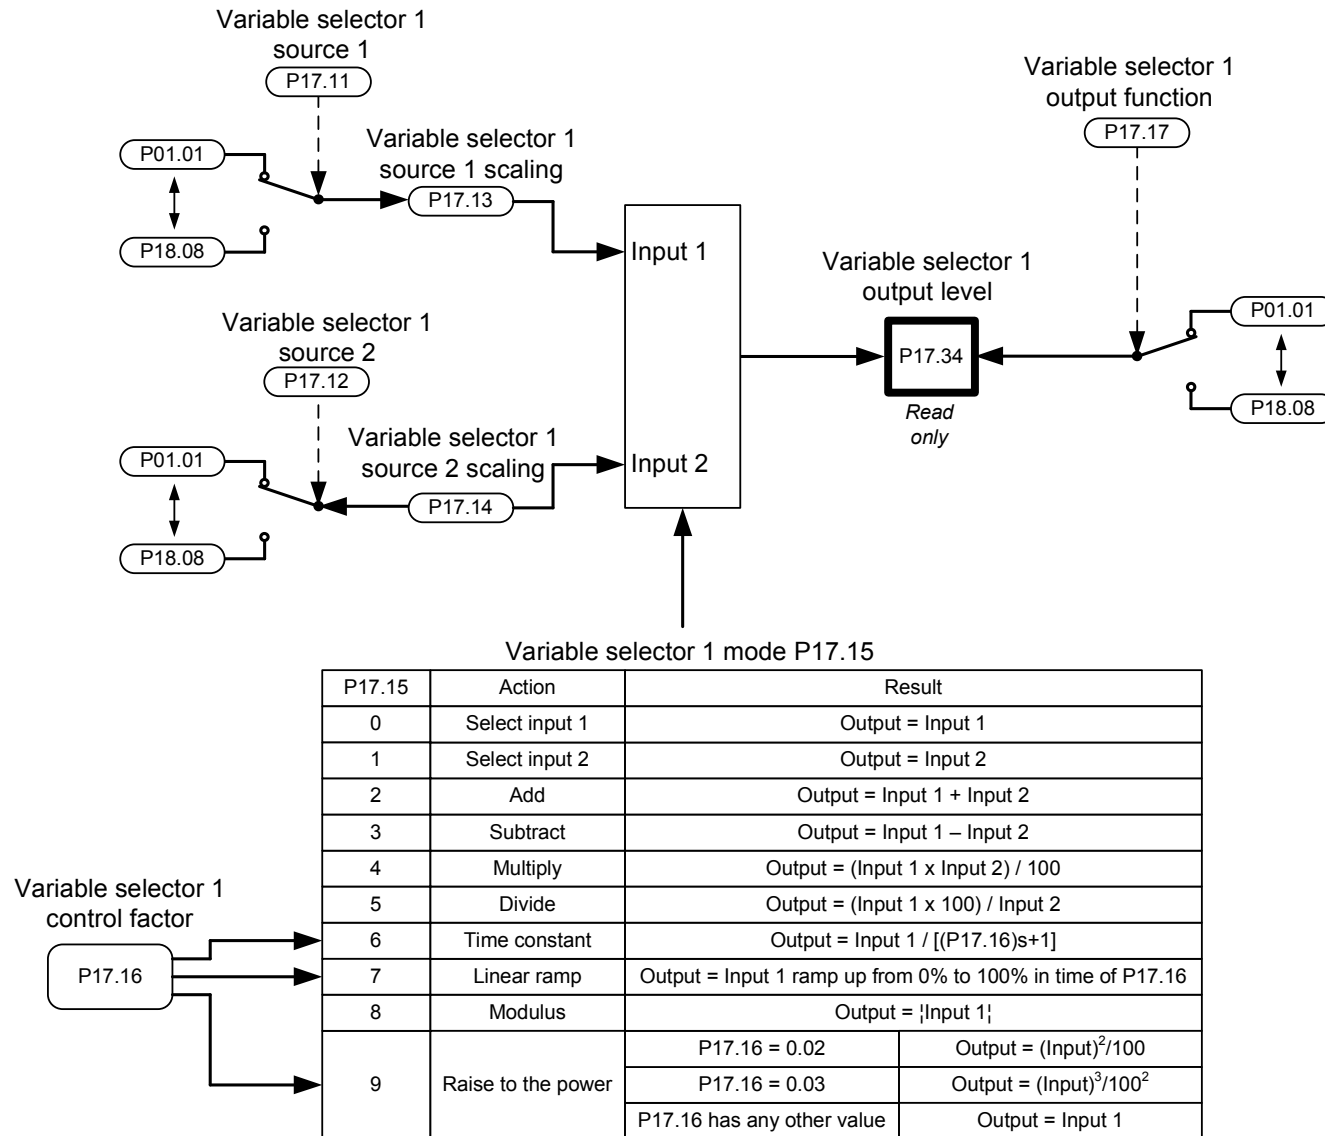 Variable selector 1
source 1
P17.11
Variable selector 1
output function
P17.17
P01.01
P18.08
Variable selector 1
source 1 scaling
P17.13
Input 1
Variable selector 1
output level
P17.34
Read
only
P01.01
P18.08
Variable selector 1
source 2
P17.12
P01.01
P18.08
Variable selector 1
source 2 scaling
P17.14
Input 2
Variable selector 1 mode P17.15
P17.15 Action Result
0 Select input 1 Output = Input 1
1 Select input 2 Output = Input 2
2 Add Output = Input 1 + Input 2
3 Subtract Output = Input 1 – Input 2
4 Multiply Output = (Input 1 x Input 2) / 100
5 Divide Output = (Input 1 x 100) / Input 2
6 Time constant Output = Input 1 / [(P17.16)s+1]
7 Linear ramp Output = Input 1 ramp up from 0% to 100% in time of P17.16
8 Modulus Output = ¦Input 1¦
9 Raise to the power P17.16 = 0.02 Output = (Input)²/100
P17.16 = 0.03 Output = (Input)³/100²
P17.16 has any other value Output = Input 1
Variable selector 1
control factor
P17.16